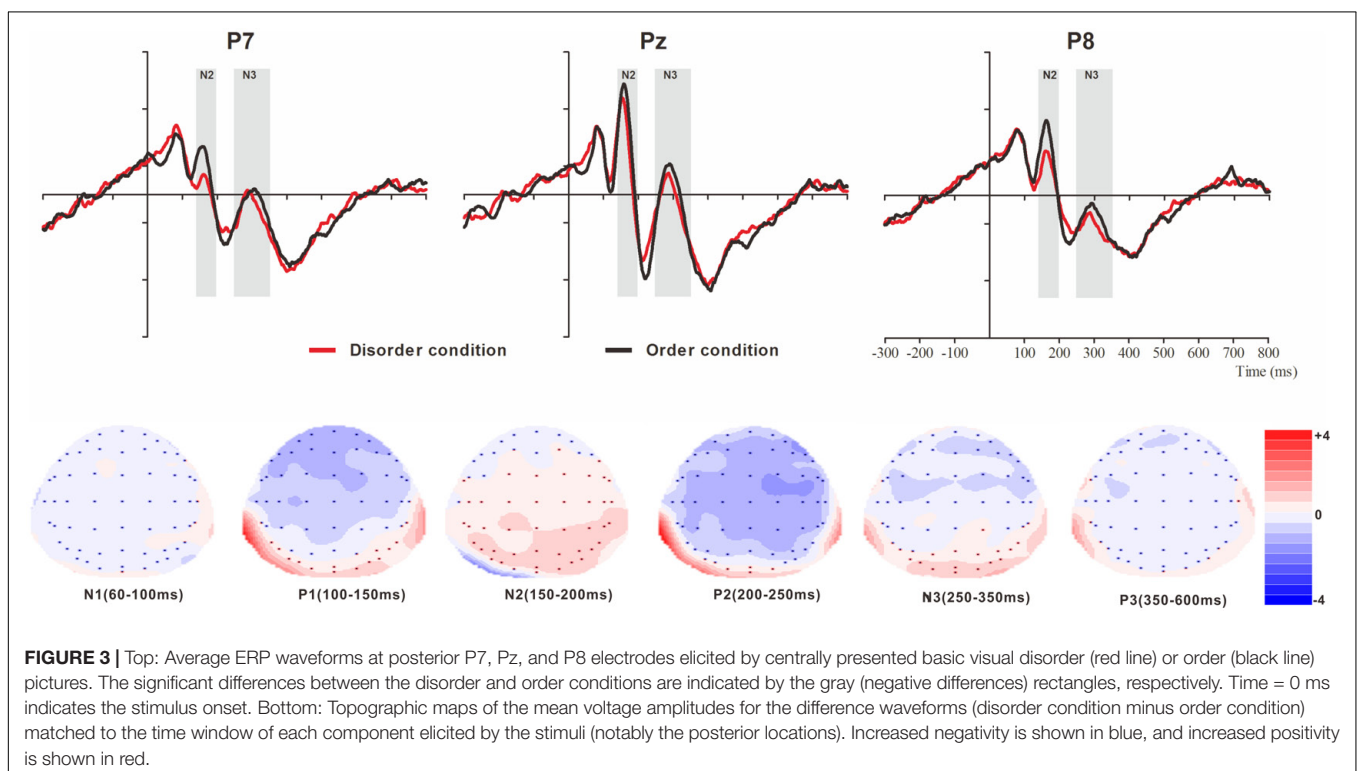 P7
Pz
P8
N2
N3
N2
N3
N2
N3
Disorder condition
Order condition
-300 -200 -100 100 200 300 400 500 600 700 800
Time (ms)
+4
0
-4
N1(60-100ms)
P1(100-150ms)
N2(150-200ms)
P2(200-250ms)
N3(250-350ms)
P3(350-600ms)
FIGURE 3 | Top: Average ERP waveforms at posterior P7, Pz, and P8 electrodes elicited by centrally presented basic visual disorder (red line) or order (black line)
pictures. The significant differences between the disorder and order conditions are indicated by the gray (negative differences) rectangles, respectively. Time = 0 ms
indicates the stimulus onset. Bottom: Topographic maps of the mean voltage amplitudes for the difference waveforms (disorder condition minus order condition)
matched to the time window of each component elicited by the stimuli (notably the posterior locations). Increased negativity is shown in blue, and increased positivity
is shown in red.